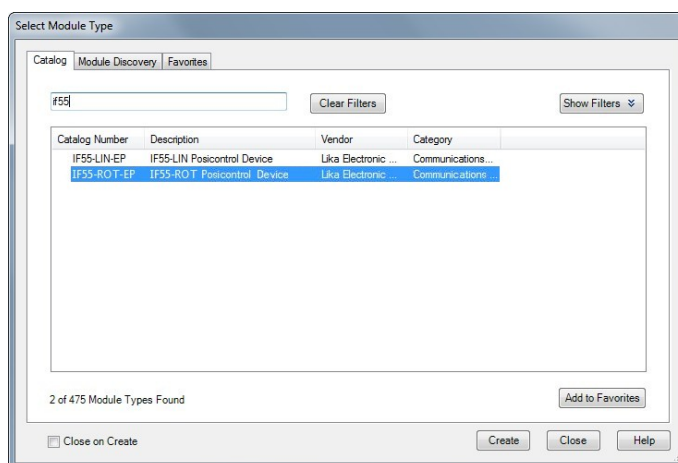 Select Module Type
Catalog Module Discovery Favorites
if55 Clear Filters Show Filters
Catalog Number Description Vendor Category
IF55-LIN-EP IF55-LIN Posicontrol Device Lika Electronic ... Communications...
IF55-ROT-EP IF55-ROT Posicontrol Device Lika Electronic ... Communications ...
2 of 475 Module Types Found Add to Favorites
Close on Create Create Close Help